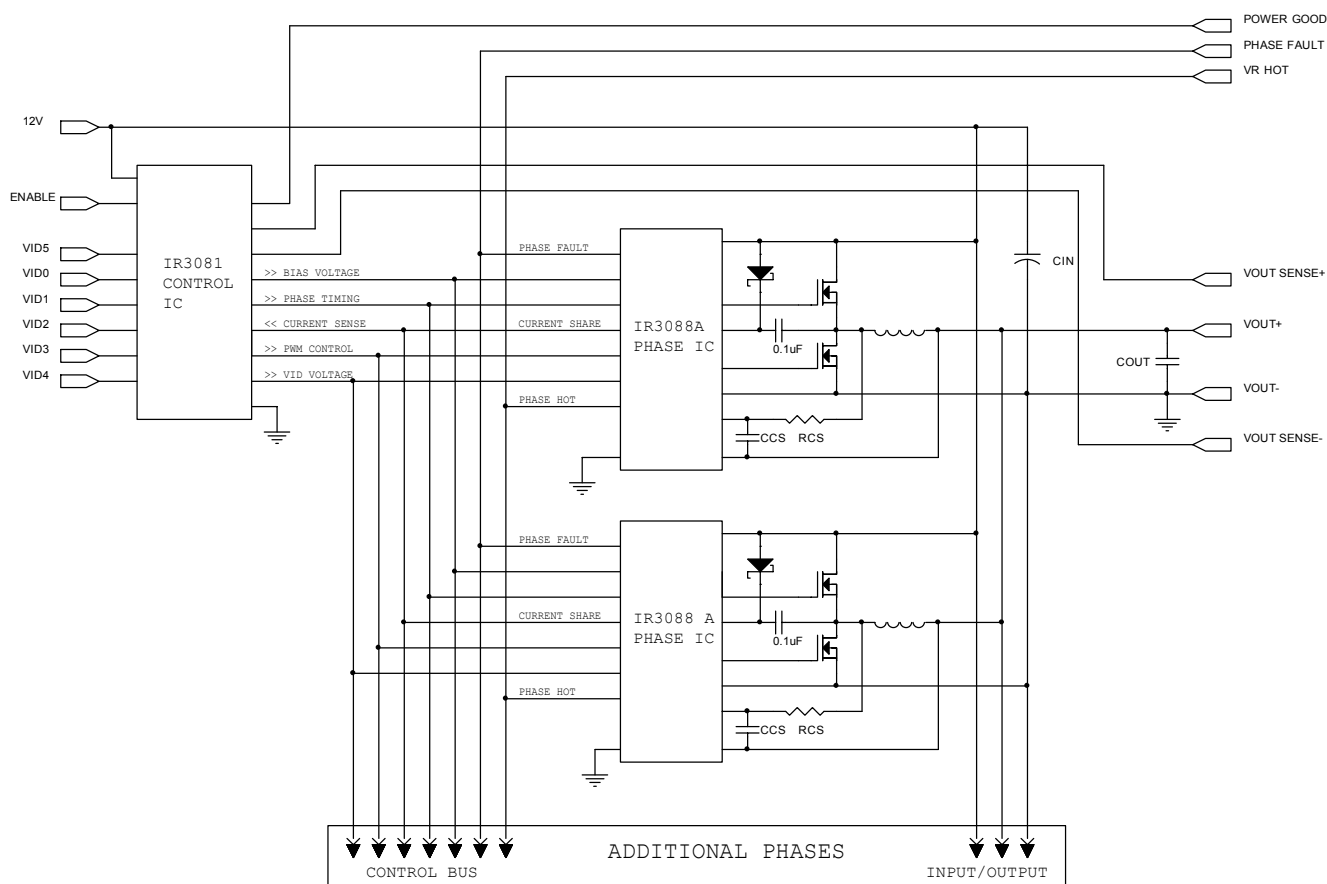 POWER GOOD
PHASE FAULT
VR HOT
12V
ENABLE
VID5
VID0
VID1
VID2
VID3
VID4
IR3081
CONTROL
IC
>> BIAS VOLTAGE
>> PHASE TIMING
<< CURRENT SENSE
>> PWM CONTROL
>> VID VOLTAGE
PHASE FAULT
CURRENT SHARE
PHASE HOT
IR3088A
PHASE IC
0.1uF
CCS RCS
CIN
COUT
VOUT SENSE+
VOUT+
VOUT-
VOUT SENSE-
PHASE FAULT
CURRENT SHARE
PHASE HOT
IR3088 A
PHASE IC
0.1uF
CCS RCS
ADDITIONAL PHASES
CONTROL BUS
INPUT/OUTPUT